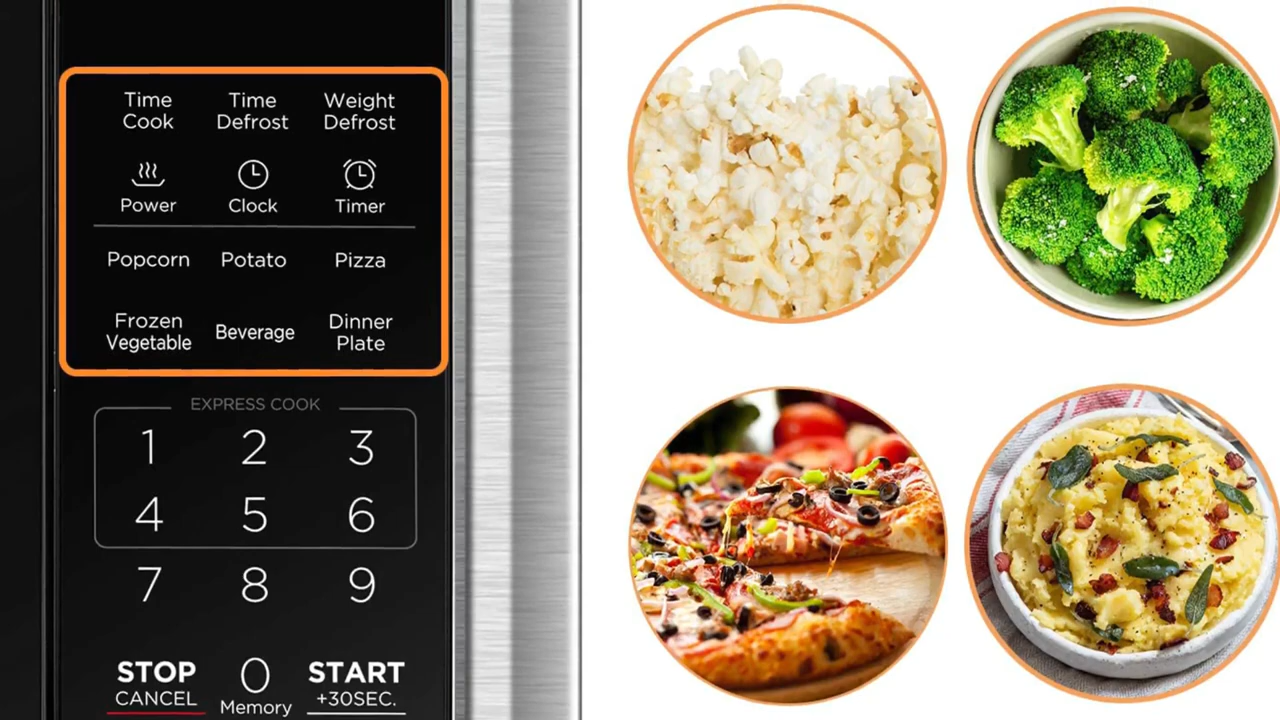 Time Cook
Time Defrost
Weight Defrost
Power
Clock
Timer
Popcorn
Potato
Pizza
Frozen Vegetable
Beverage
Dinner Plate
EXPRESS COOK
1 2 3
4 5 6
7 8 9
STOP CANCEL
0 Memory
START +30SEC.